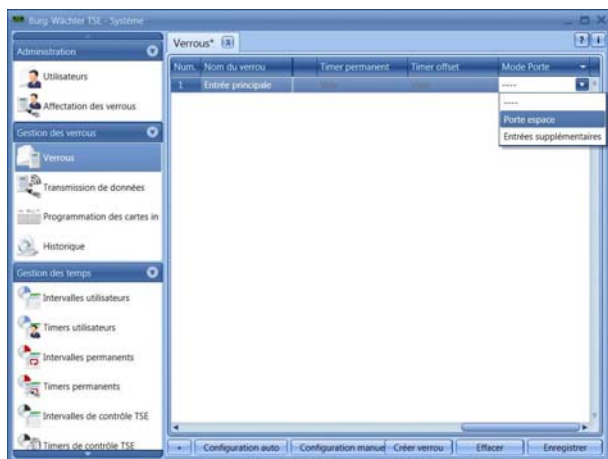 Burg-Wächter TSE - Système
Administration
Utilisateurs
Affectation des verrous
Gestion des verrous
Verrous
Transmission de données
Programmation des cartes in
Historique
Gestion des temps
Intervalles utilisateurs
Timers utilisateurs
Intervalles permanents
Timers permanents
Intervalles de contrôle TSE
Timers de contrôle TSE
Verrous*
? i
Num. Nom du verrou Timer permanent Timer offset Mode Porte
1 Entrée principale ----
----
Porte espace
Entrées supplémentaires
Configuration auto Configuration manue Créer verrou Effacer Enregistrer